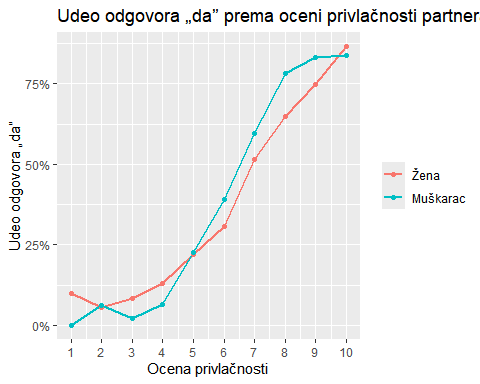 Udeo odgovora „da” prema oceni privlačnosti partner
Udeo odgovora „da”
75%
50%
25%
0%
1 2 3 4 5 6 7 8 9 10
Ocena privlačnosti
Žena
Muškarac